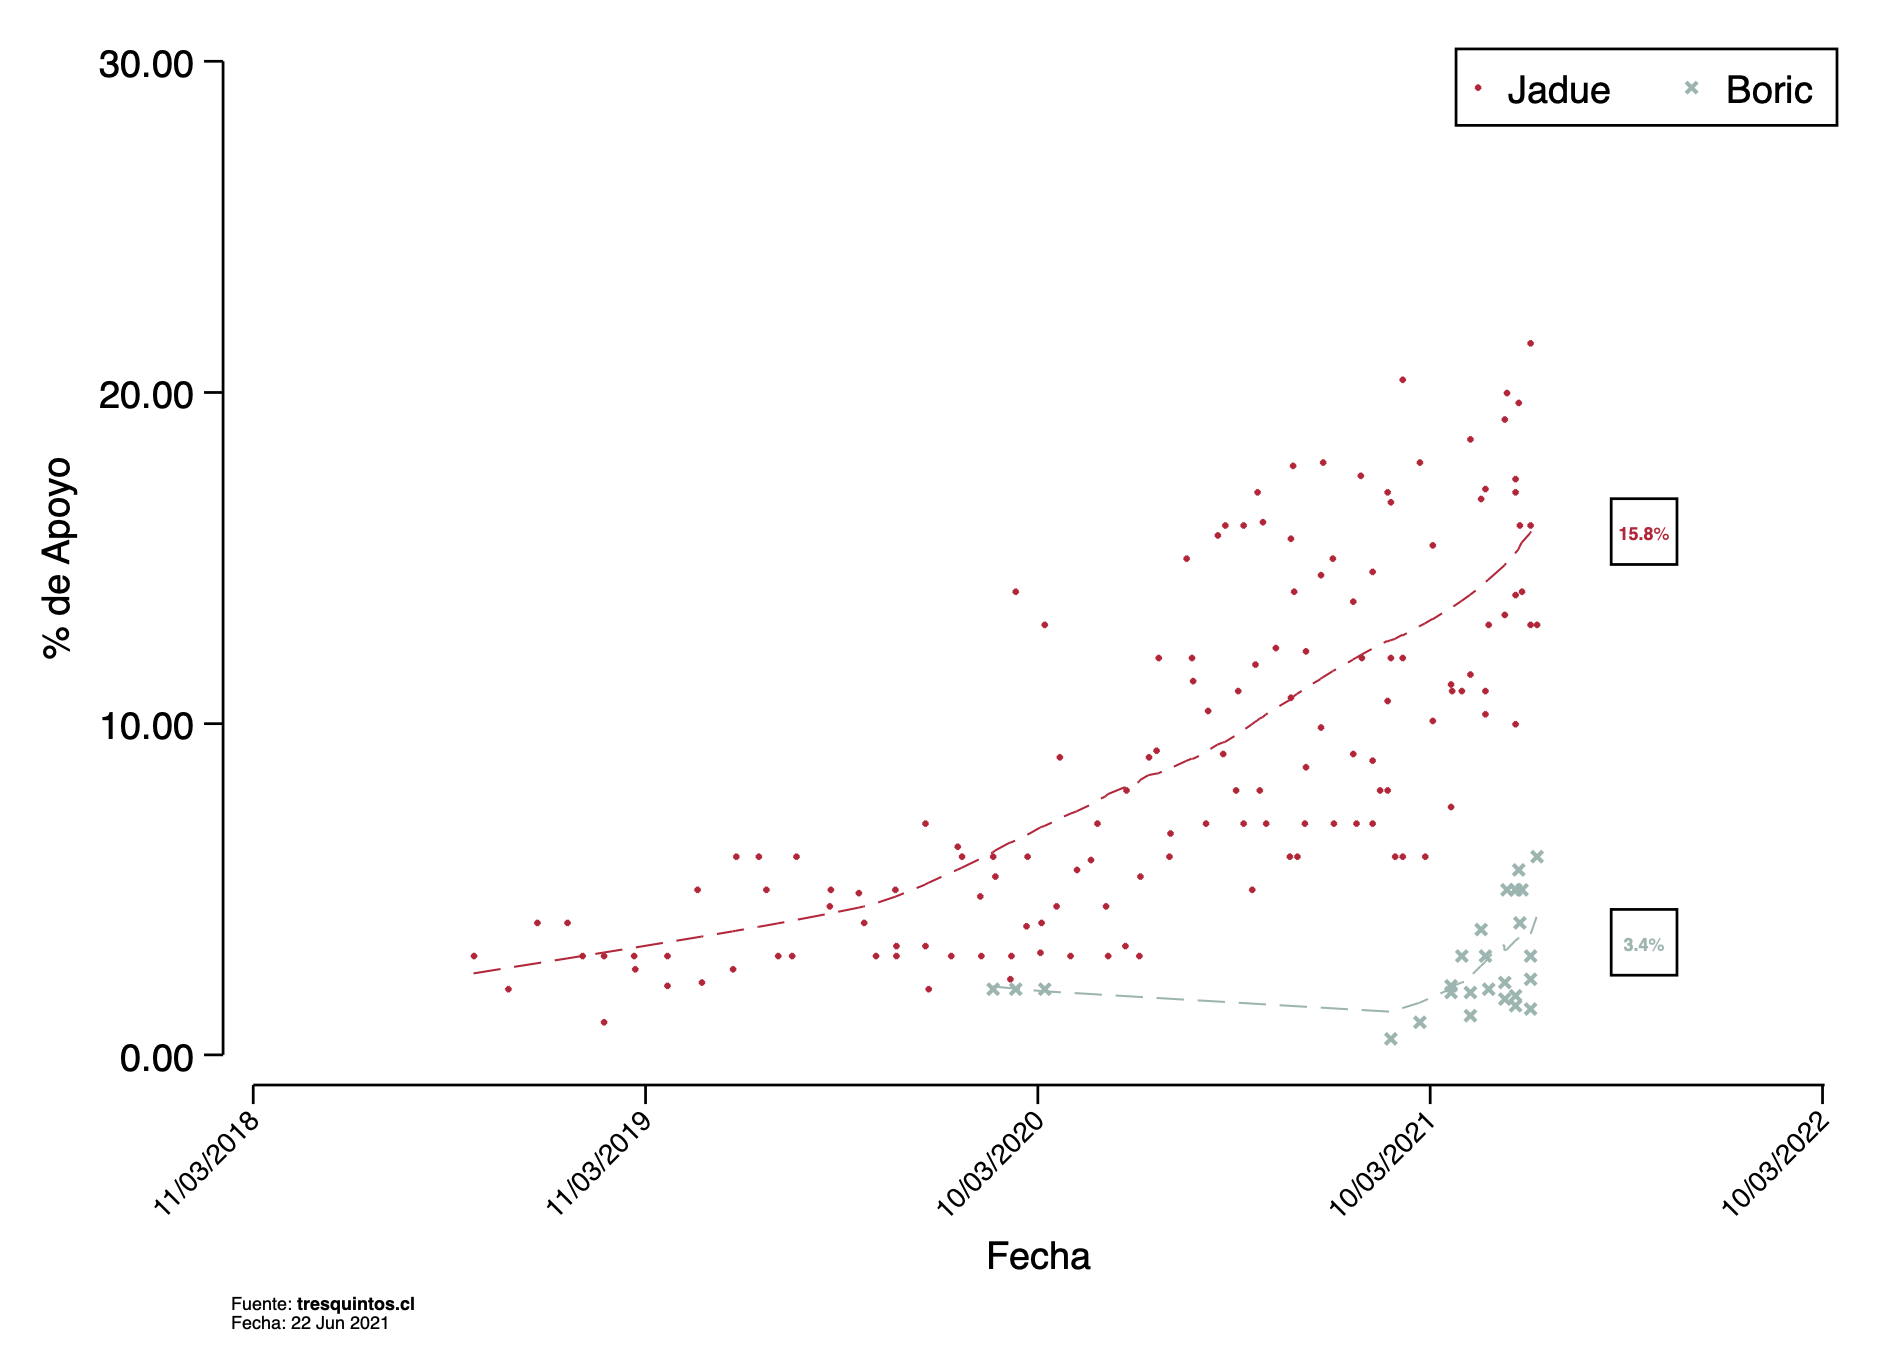 30.00
20.00
10.00
0.00
% de Apoyo
Jadue Boric
15.8%
3.4%
11/03/2018 11/03/2019 10/03/2020 10/03/2021 10/03/2022
Fecha
Fuente: tresquintos.cl
Fecha: 22 Jun 2021